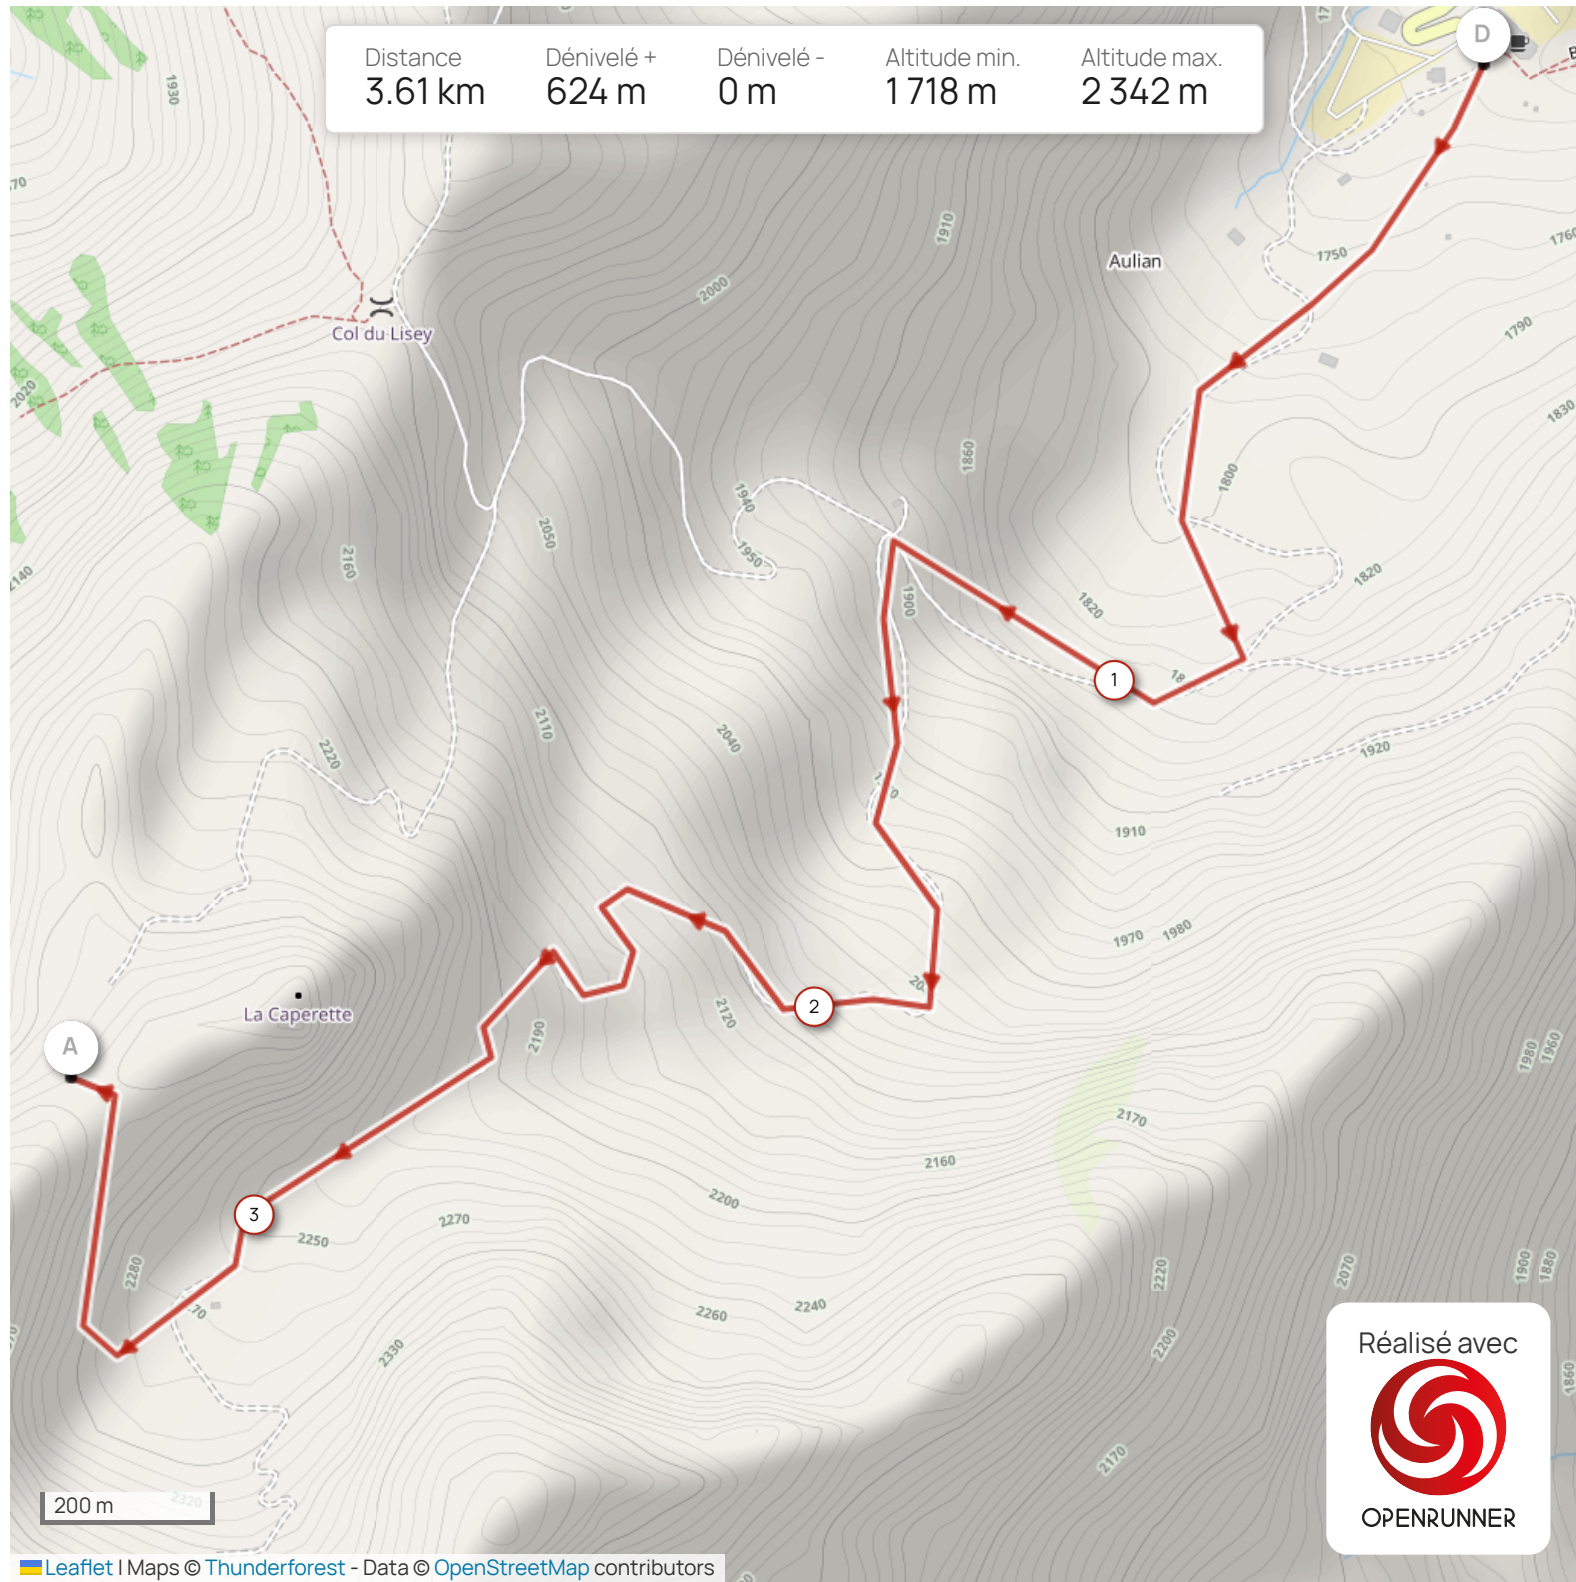 D
Distance
Dénivelé +
Dénivelé -
Altitude min.
Altitude max.
3.61 km
624 m
0 m
1 718 m
2 342 m
1930
1910
1760
Aulian
1750
2000
1790
Col du Lisey
2020
1830
1860
1800
1940
2050
1950
2160
1820
1900
1820
2140
1
2110
2040
2220
1920
1910
1970
1980
2
2120
La Caperette
2190
A
1980
1960
2170
2160
2200
3
2270
2250
2280
2220
2070
1900
1880
2240
2260
2330
2200
1860
Réalisé avec
OPENRUNNER
2170
2320
200 m
Leaflet | Maps © Thunderforest - Data © OpenStreetMap contributors